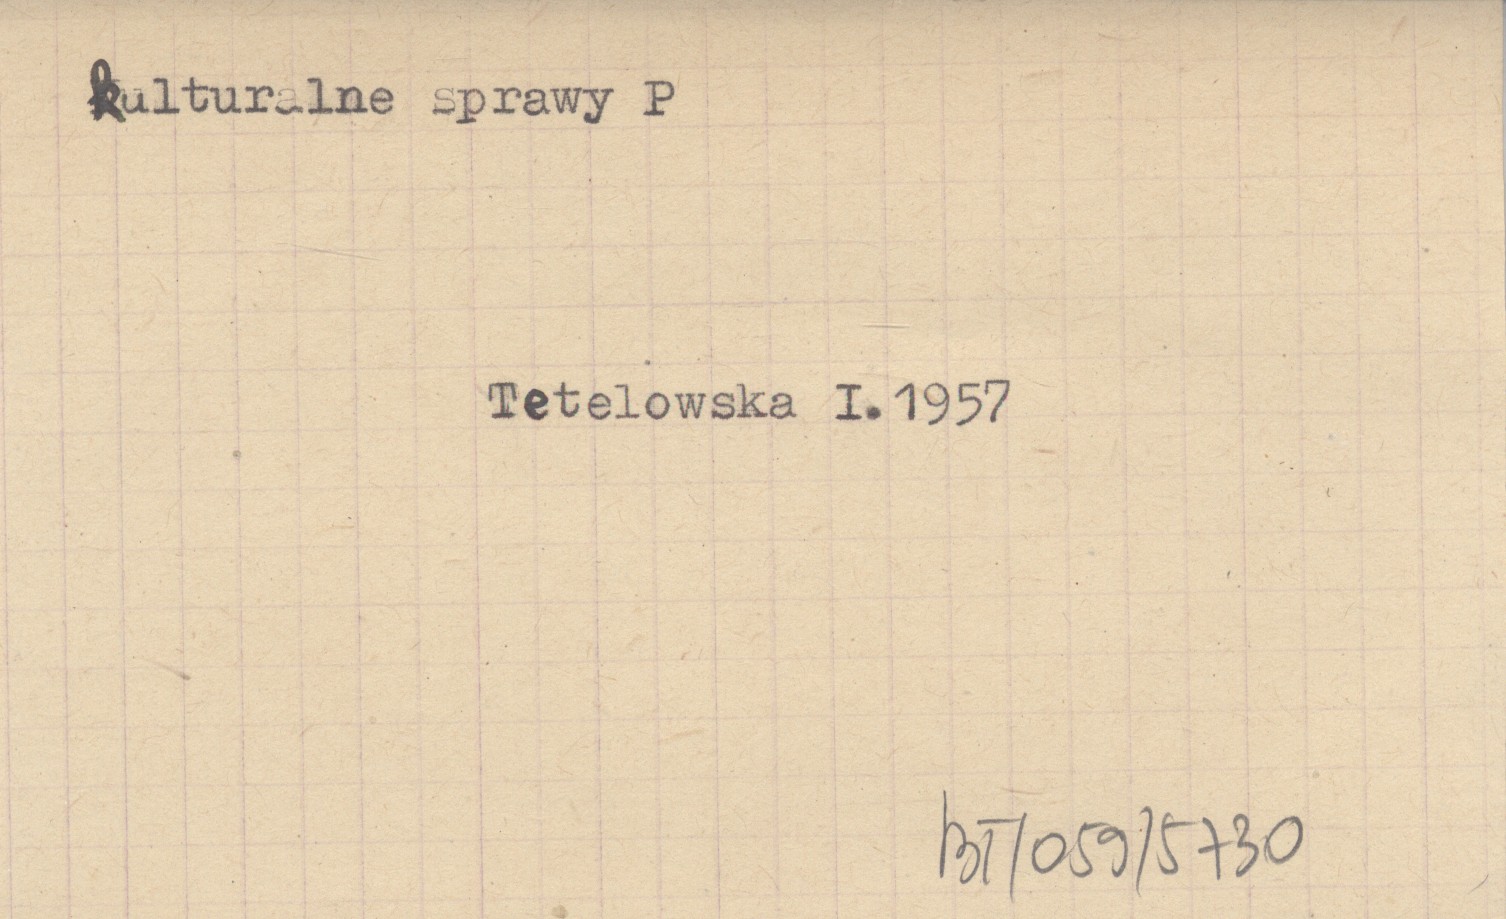 kulturalne sprawy P
Tetelowska I. 1957
BT/059/5730